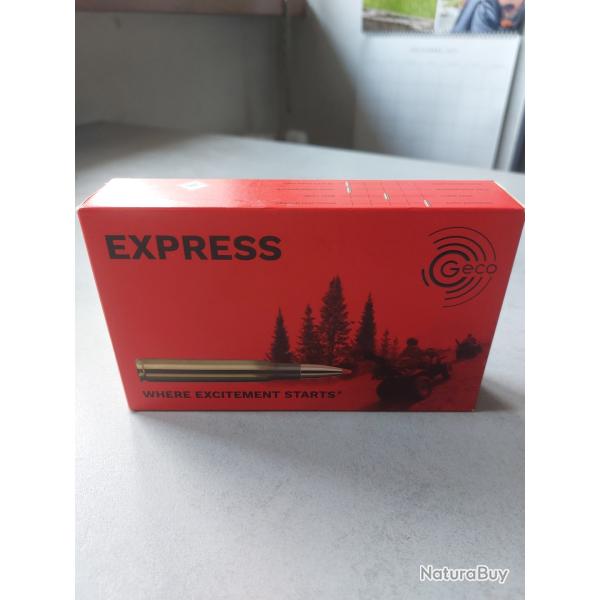 EXPRESS
Geco
WHERE EXCITEMENT STARTS®
NaturaBuy